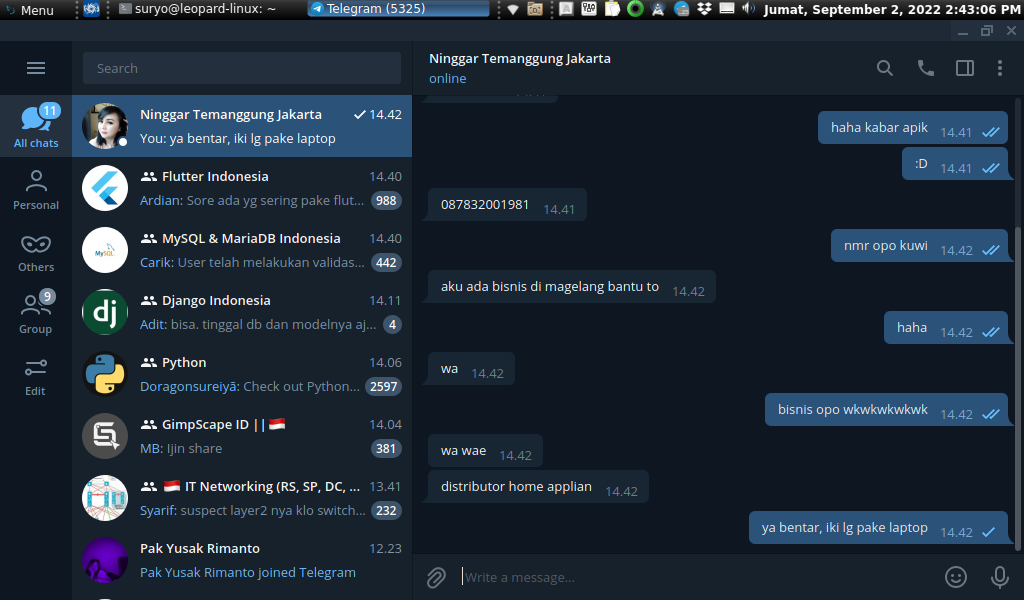 Menu
suryo@leopard-linux: ~
Telegram (5325)
Jumat, September 2, 2022 2:43:06 PM
Search
11
All chats
Personal
Others
9
Group
Edit
Ninggar Temanggung Jakarta 14.42
You: ya bentar, iki lg pake laptop
Flutter Indonesia 14.40
Ardian: Sore ada yg sering pake flut... 988
MySQL & MariaDB Indonesia 14.40
MySQL
Carik: User telah melakukan validas... 442
Django Indonesia 14.11
dj
Adit: bisa. tinggal db dan modelnya aj... 4
Python 14.06
Doragonsureiyā: Check out Python... 2597
GimpScape ID || 🇮🇩 14.04
MB: Ijin share 381
🇮🇩 IT Networking (RS, SP, DC, ... 13.41
Syarif: suspect layer2 nya klo switch... 232
Pak Yusak Rimanto 12.23
Pak Yusak Rimanto joined Telegram
Ninggar Temanggung Jakarta
online
haha kabar apik 14.41
:D 14.41
087832001981 14.41
nmr opo kuwi 14.42
aku ada bisnis di magelang bantu to 14.42
haha 14.42
wa 14.42
bisnis opo wkwkwkwkwk 14.42
wa wae 14.42
distributor home applian 14.42
ya bentar, iki lg pake laptop 14.42
Write a message...